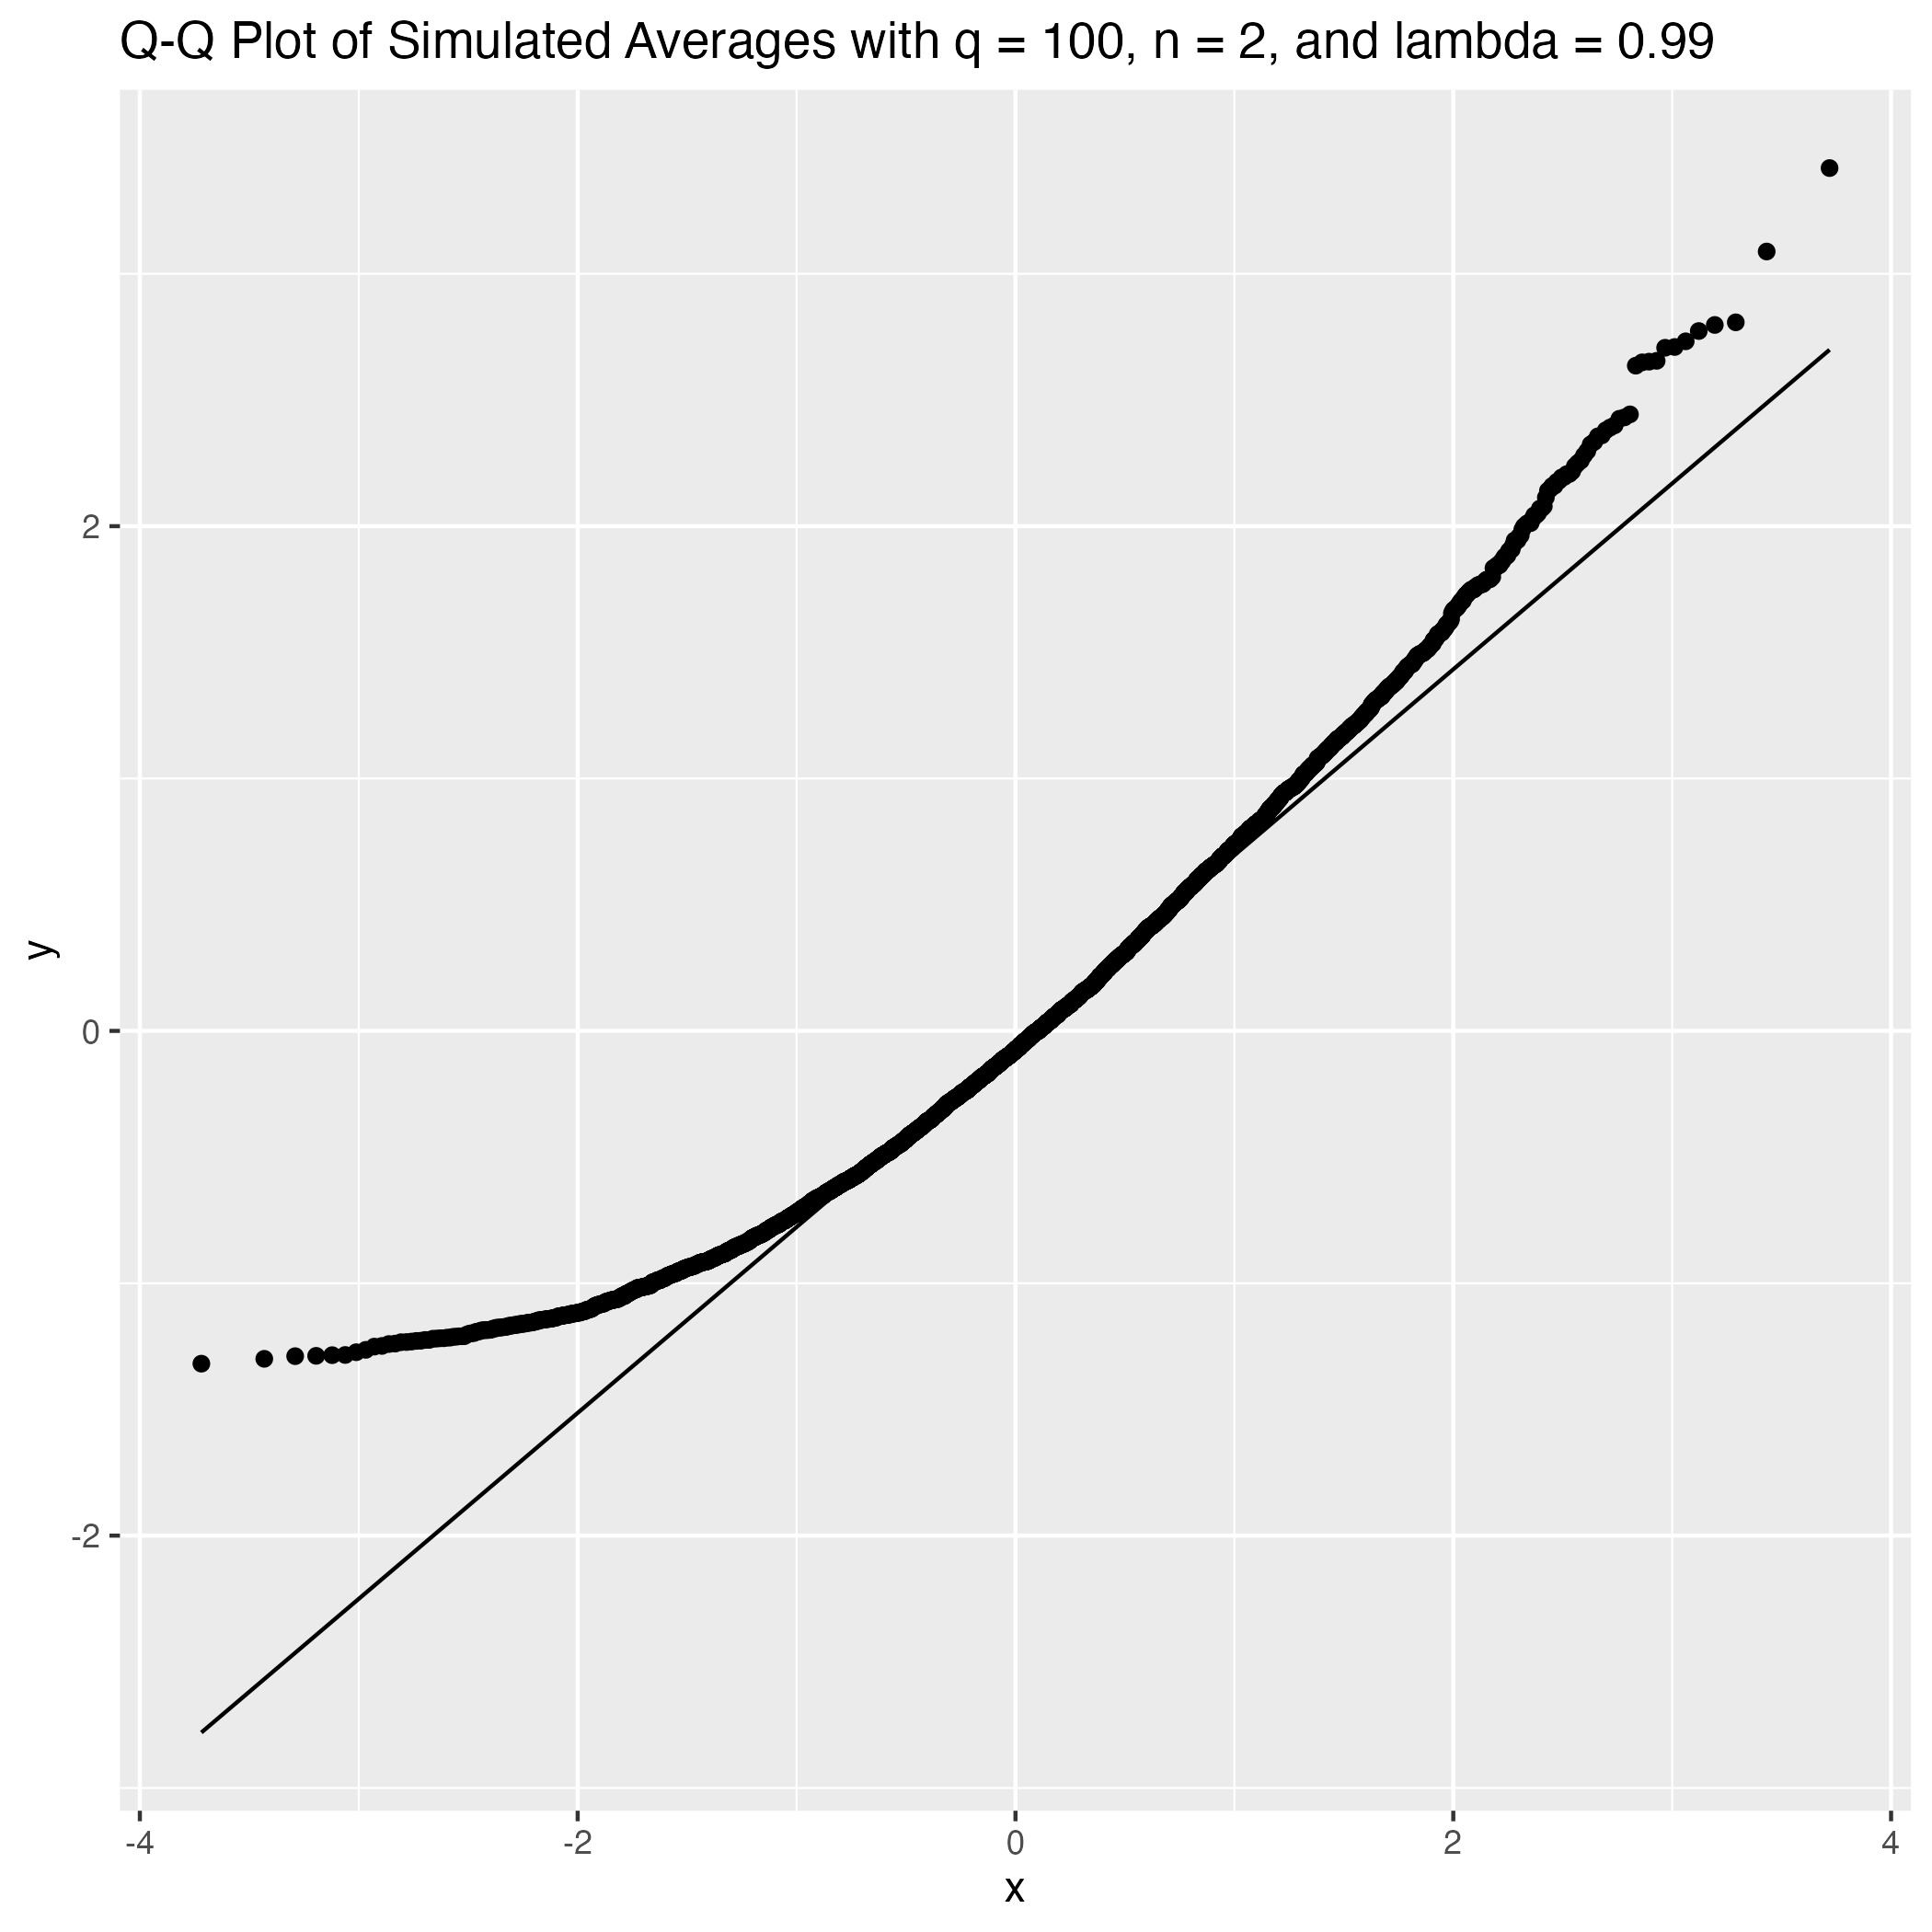 Q-Q Plot of Simulated Averages with q = 100, n = 2, and lambda = 0.99
y
2
0
-2
-4 -2 0 2 4
x